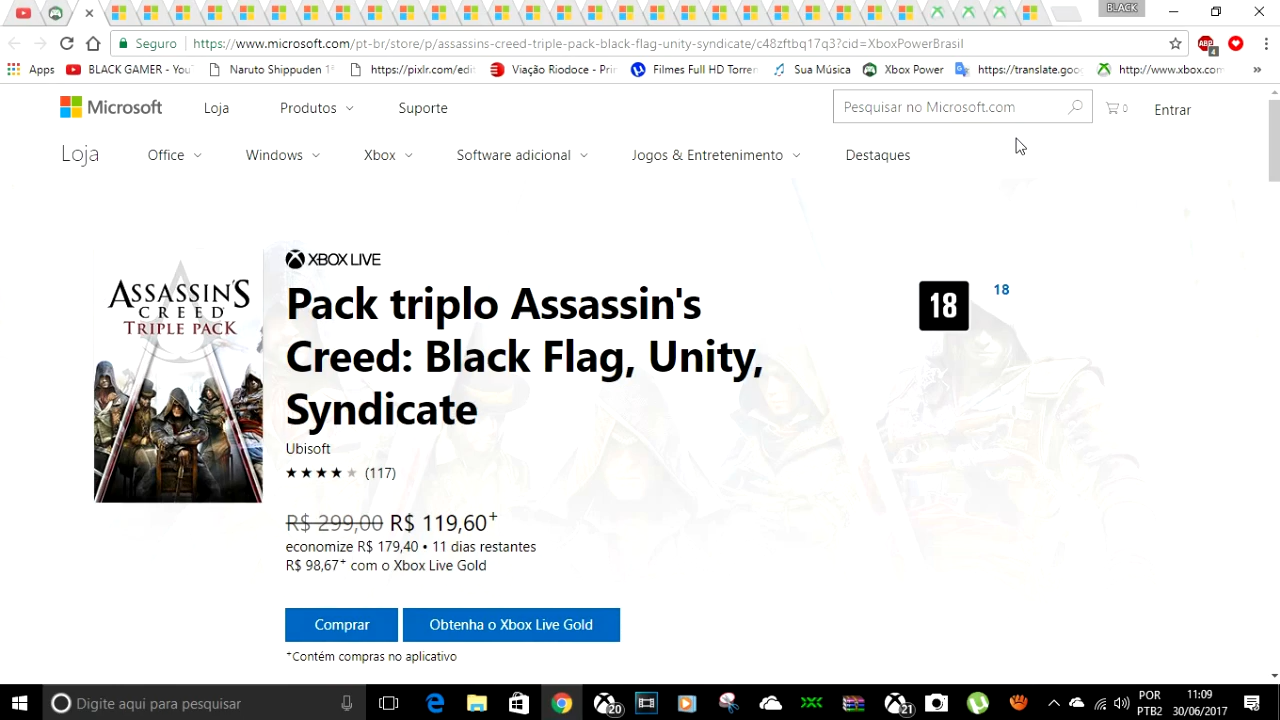 BLACK
Seguro
https://www.microsoft.com/pt-br/store/p/assassins-creed-triple-pack-black-flag-unity-syndicate/c48zftbq17q3?cid=XboxPowerBrasil
ABP
4
Apps
BLACK GAMER - You
Naruto Shippuden 1ª
https://pixlr.com/edit
Viação Riodoce - Prin
Filmes Full HD Torren
Sua Música
Xbox Power
https://translate.goog
http://www.xbox.com
»
Microsoft
Loja
Produtos
Suporte
Pesquisar no Microsoft.com
0
Entrar
Loja
Office
Windows
Xbox
Software adicional
Jogos & Entretenimento
Destaques
ASSASSIN'S
CREED
TRIPLE PACK
XBOX LIVE
Pack triplo Assassin's
Creed: Black Flag, Unity,
Syndicate
18
18
Ubisoft
(117)
R$ 299,00 R$ 119,60+
economize R$ 179,40 • 11 dias restantes
R$ 98,67+ com o Xbox Live Gold
Comprar
Obtenha o Xbox Live Gold
+Contém compras no aplicativo
Digite aqui para pesquisar
20
21
POR
PTB2
11:09
30/06/2017